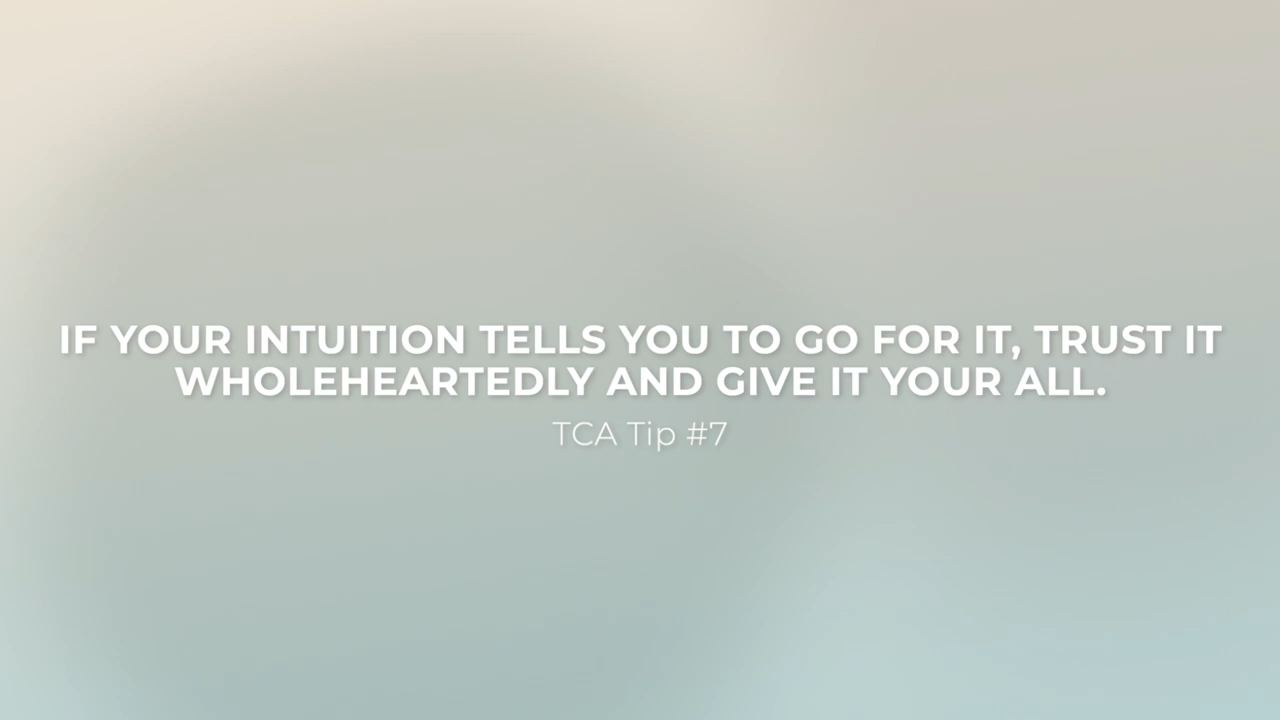 IF YOUR INTUITION TELLS YOU TO GO FOR IT, TRUST IT
WHOLEHEARTEDLY AND GIVE IT YOUR ALL.
TCA Tip #7